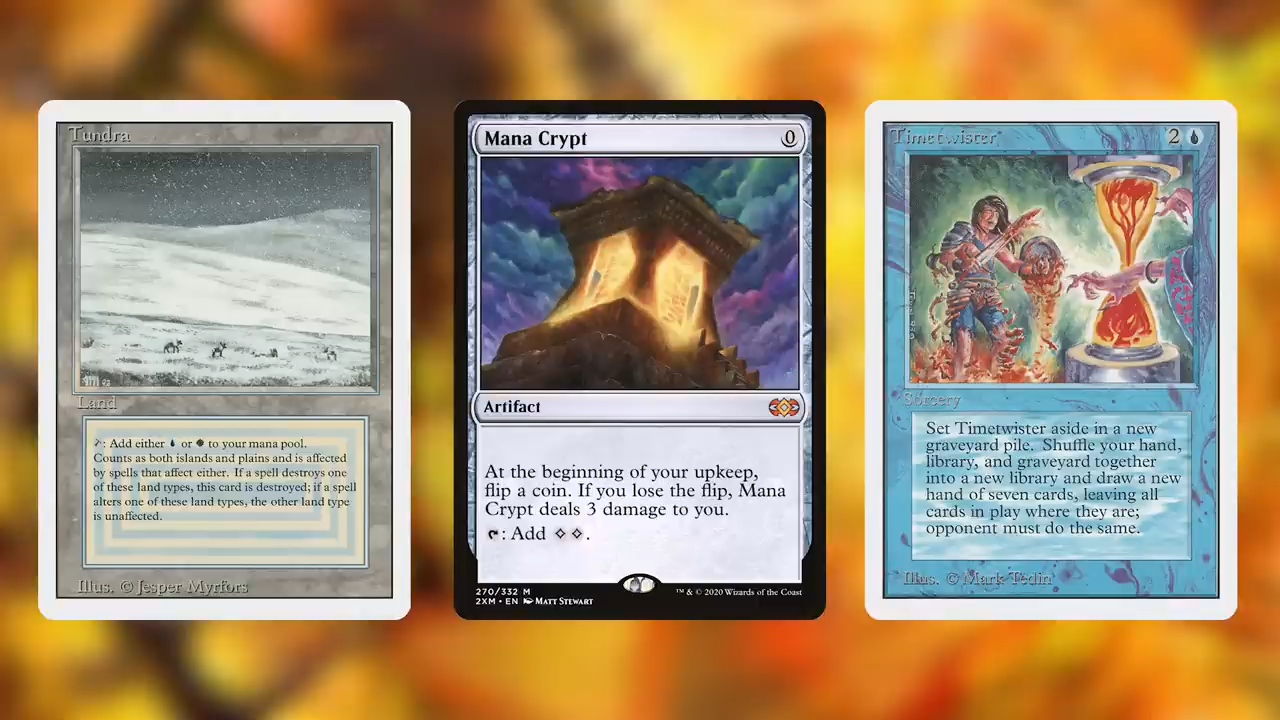 Tundra
Land
: Add either or to your mana pool.
Counts as both islands and plains and is affected
by spells that affect either. If a spell destroys one
of these land types, this card is destroyed; if a spell
alters one of these land types, the other land type
is unaffected.
Illus. © Jesper Myrfors
Mana Crypt 0
Artifact
At the beginning of your upkeep,
flip a coin. If you lose the flip, Mana
Crypt deals 3 damage to you.
: Add .
270/332 M
2XM • EN Matt Stewart
™ & © 2020 Wizards of the Coast
Timetwister 2
Sorcery
Set Timetwister aside in a new
graveyard pile. Shuffle your hand,
library, and graveyard together
into a new library and draw a new
hand of seven cards, leaving all
cards in play where they are;
opponent must do the same.
Illus. © Mark Tedin